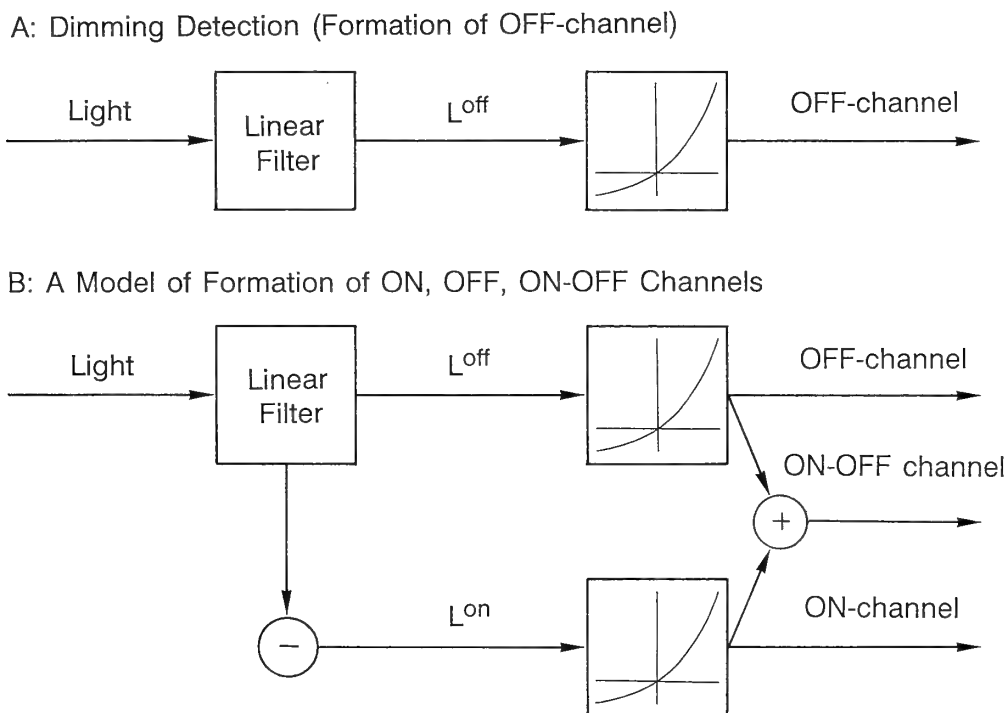 A: Dimming Detection (Formation of OFF-channel)
Light
Linear
Filter
L^off
OFF-channel
B: A Model of Formation of ON, OFF, ON-OFF Channels
Light
Linear
Filter
L^off
OFF-channel
ON-OFF channel
+
−
L^on
ON-channel